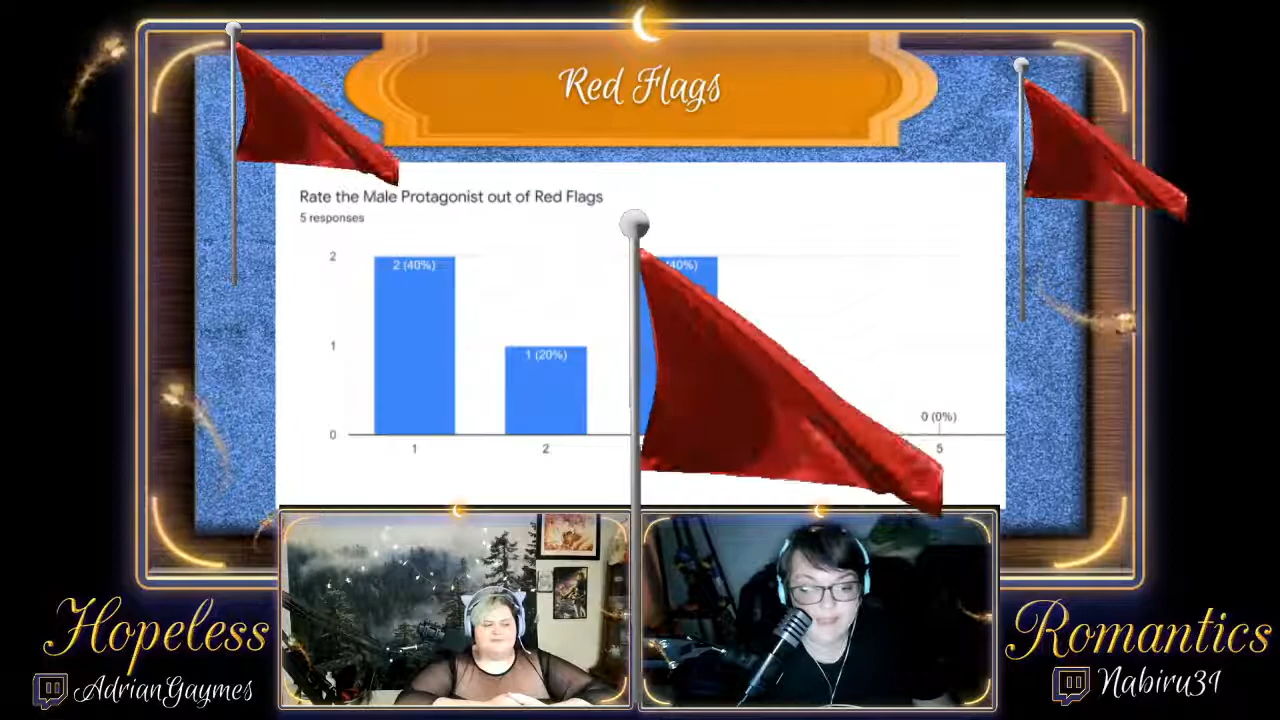 Red Flags
Rate the Male Protagonist out of Red Flags
5 responses
2
2 (40%)
40%)
1
1 (20%)
0
0 (0%)
1
2
5
Hopeless
AdrianGaymes
Romantics
Nabiru31